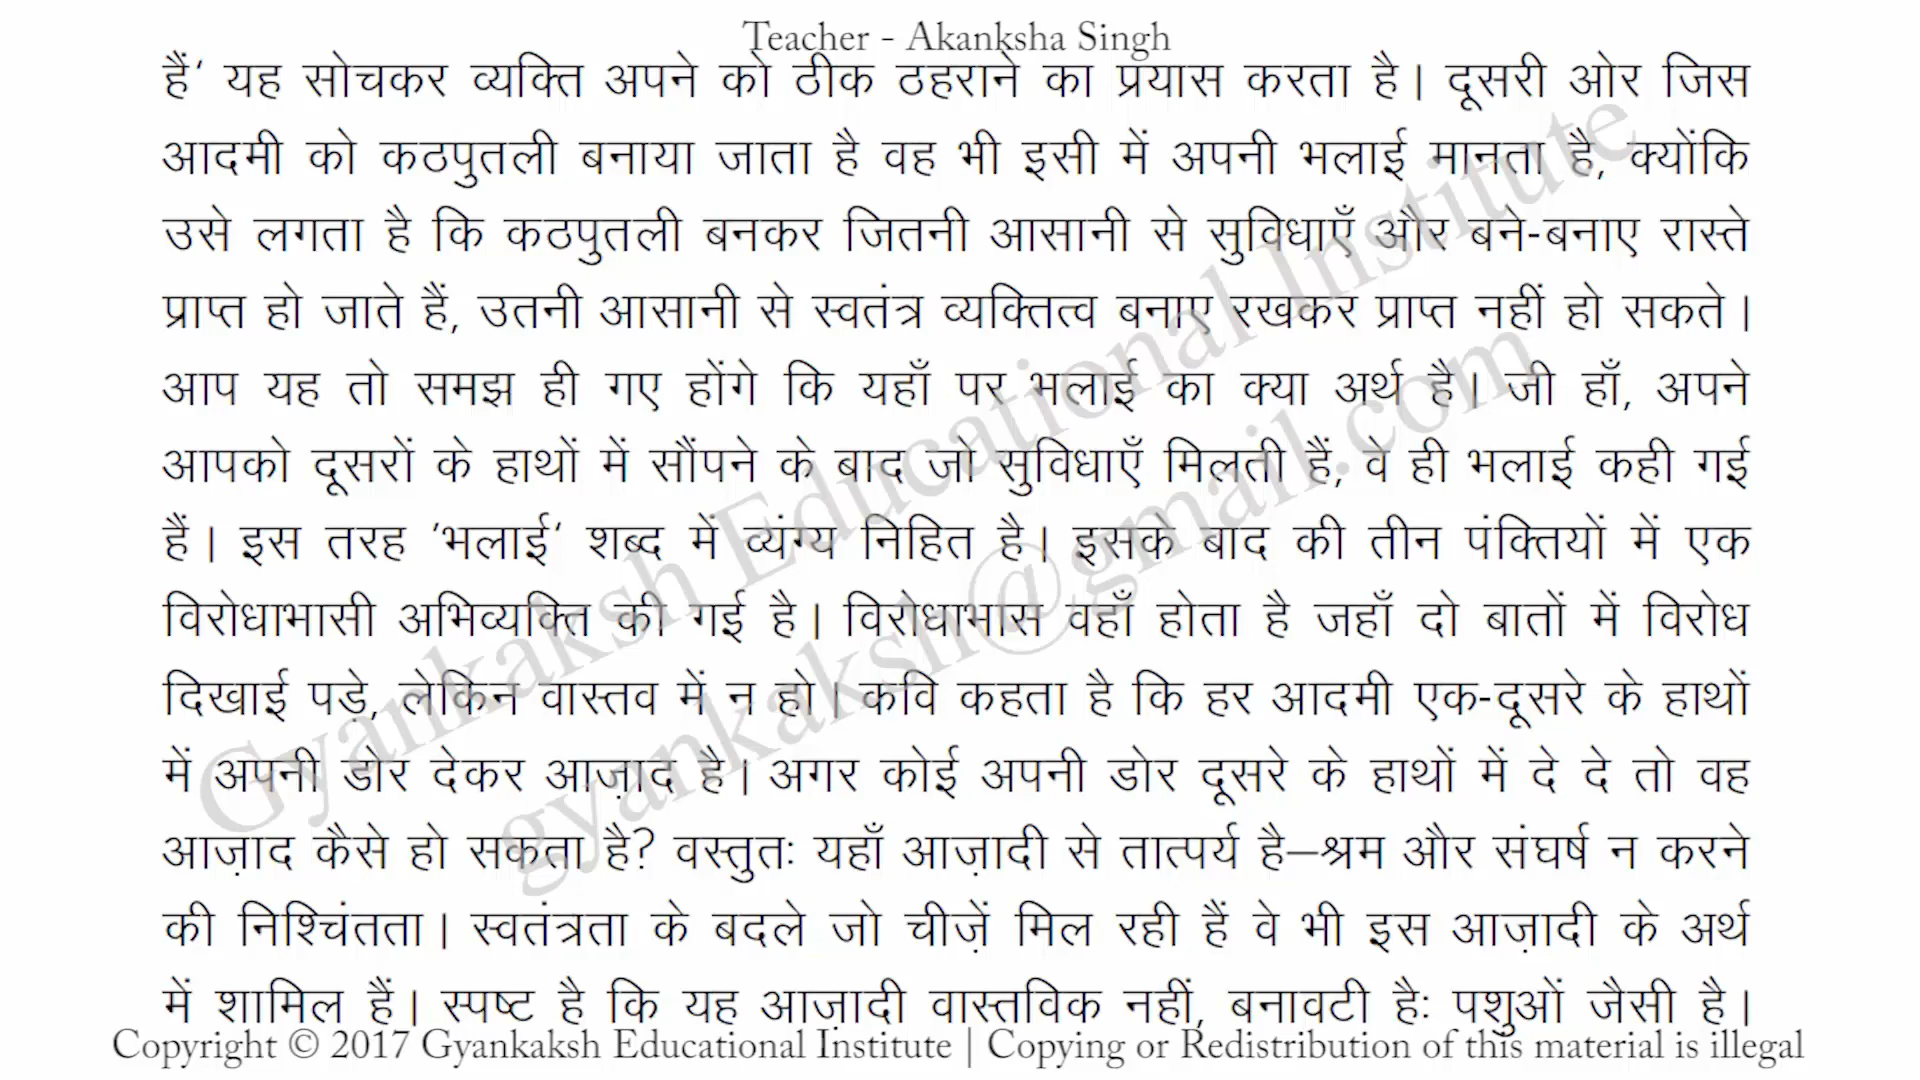 Teacher - Akanksha Singh
हैं‘ यह सोचकर व्यक्ति अपने को ठीक ठहराने का प्रयास करता है। दूसरी ओर जिस
आदमी को कठपुतली बनाया जाता है वह भी इसी में अपनी भलाई मानता है, क्योंकि
उसे लगता है कि कठपुतली बनकर जितनी आसानी से सुविधाएँ और बने-बनाए रास्ते
प्राप्त हो जाते हैं, उतनी आसानी से स्वतंत्र व्यक्तित्व बनाए रखकर प्राप्त नहीं हो सकते।
आप यह तो समझ ही गए होंगे कि यहाँ पर भलाई का क्या अर्थ है। जी हाँ, अपने
आपको दूसरों के हाथों में सौंपने के बाद जो सुविधाएँ मिलती हैं, वे ही भलाई कही गई
हैं। इस तरह ‘भलाई‘ शब्द में व्यंग्य निहित है। इसके बाद की तीन पंक्तियों में एक
विरोधाभासी अभिव्यक्ति की गई है। विरोधाभास वहाँ होता है जहाँ दो बातों में विरोध
दिखाई पड़े, लेकिन वास्तव में न हो। कवि कहता है कि हर आदमी एक-दूसरे के हाथों
में अपनी डोर देकर आज़ाद है। अगर कोई अपनी डोर दूसरे के हाथों में दे दे तो वह
आज़ाद कैसे हो सकता है? वस्तुतः यहाँ आज़ादी से तात्पर्य है—श्रम और संघर्ष न करने
की निश्चिंतता। स्वतंत्रता के बदले जो चीज़ें मिल रही हैं वे भी इस आज़ादी के अर्थ
में शामिल हैं। स्पष्ट है कि यह आज़ादी वास्तविक नहीं, बनावटी है: पशुओं जैसी है।
Gyankaksh Educational Institute
gyankaksh@gmail.com
Copyright © 2017 Gyankaksh Educational Institute | Copying or Redistribution of this material is illegal